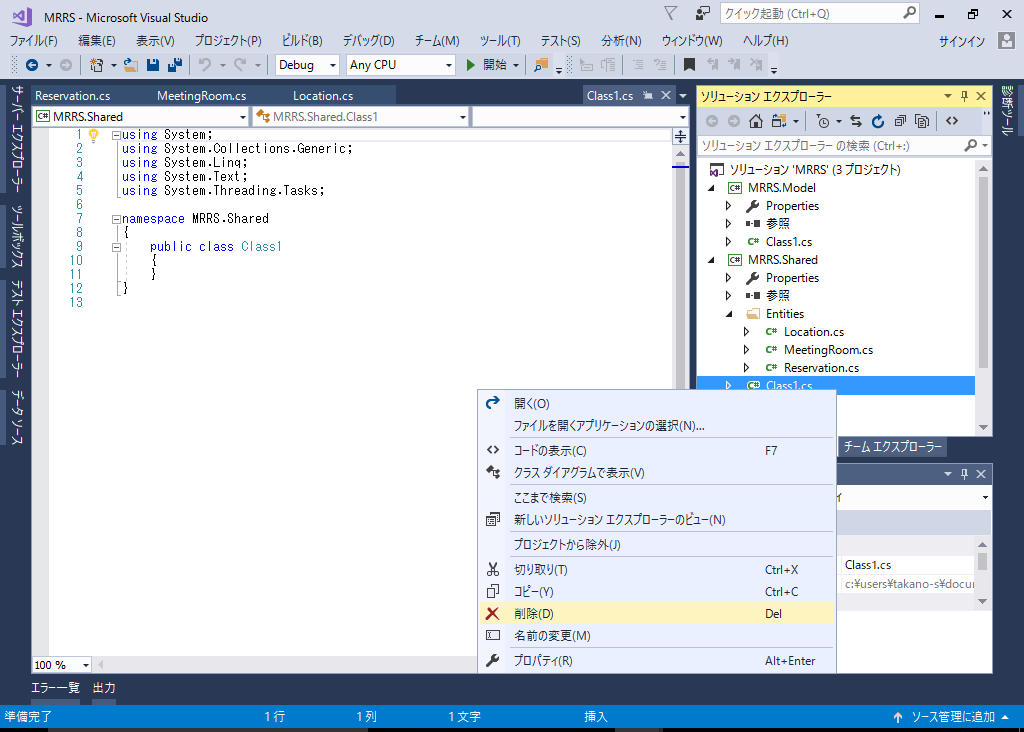 MRRS - Microsoft Visual Studio
クイック起動 (Ctrl+Q)
ファイル(F) 編集(E) 表示(V) プロジェクト(P) ビルド(B) デバッグ(D) チーム(M) ツール(T) テスト(S) 分析(N) ウィンドウ(W) ヘルプ(H) サインイン
Debug Any CPU 開始
サーバー エクスプローラー
ツールボックス
テスト エクスプローラー
データ ソース
Reservation.cs MeetingRoom.cs Location.cs Class1.cs
MRRS.Shared MRRS.Shared.Class1
1 using System;
2 using System.Collections.Generic;
3 using System.Linq;
4 using System.Text;
5 using System.Threading.Tasks;
6
7 namespace MRRS.Shared
8 {
9 public class Class1
10 {
11 }
12 }
13
100 %
ソリューション エクスプローラー
ソリューション エクスプローラー の検索 (Ctrl+:)
ソリューション 'MRRS' (3 プロジェクト)
MRRS.Model
Properties
参照
Class1.cs
MRRS.Shared
Properties
参照
Entities
Location.cs
MeetingRoom.cs
Reservation.cs
Class1.cs
診断ツール
チーム エクスプローラー
開く(O)
ファイルを開くアプリケーションの選択(N)...
コードの表示(C) F7
クラス ダイアグラムで表示(V)
ここまで検索(S)
新しいソリューション エクスプローラーのビュー(N)
プロジェクトから除外(J)
切り取り(T) Ctrl+X
コピー(Y) Ctrl+C
削除(D) Del
名前の変更(M)
プロパティ(R) Alt+Enter
Class1.cs
c:¥users¥takano-s¥docu
エラー一覧 出力
準備完了 1 行 1 列 1 文字 挿入 ソース管理に追加